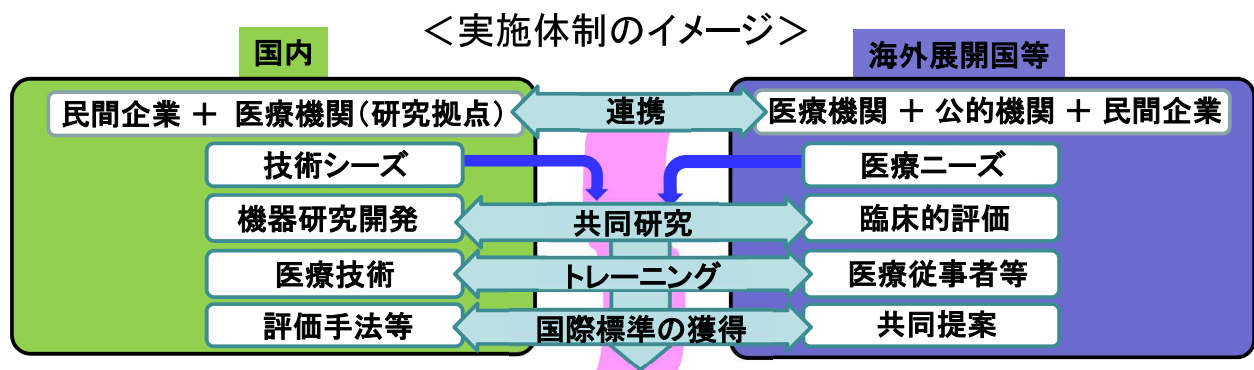 ＜実施体制のイメージ＞
国内
海外展開国等
民間企業 ＋ 医療機関（研究拠点）
連携
医療機関 ＋ 公的機関 ＋ 民間企業
技術シーズ
医療ニーズ
機器研究開発
共同研究
臨床的評価
医療技術
トレーニング
医療従事者等
評価手法等
国際標準の獲得
共同提案